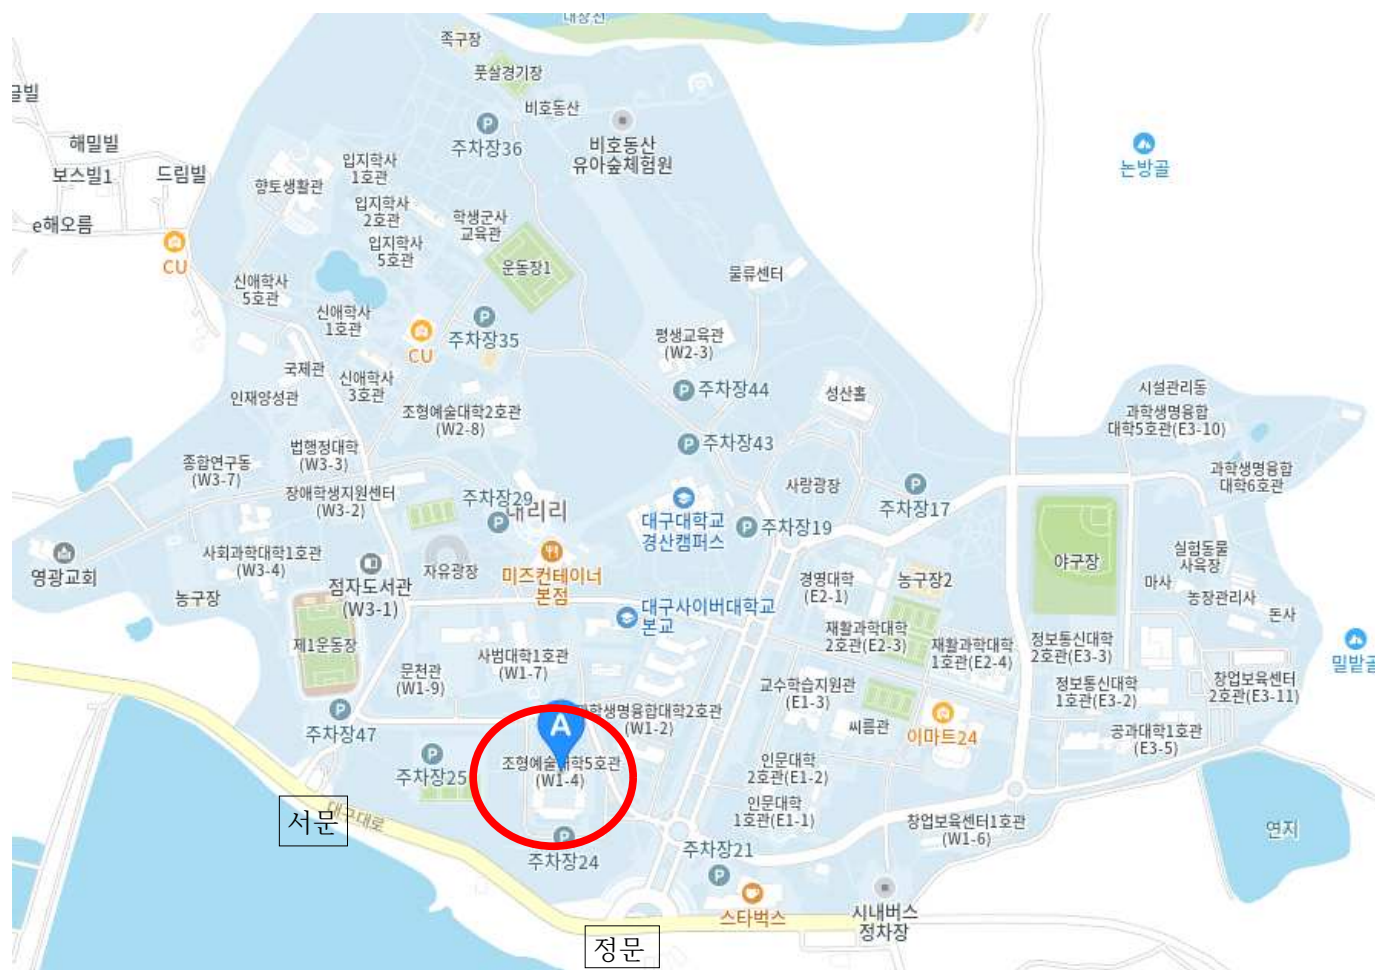 대창천
족구장
풋살경기장
글빌
비호동산
주차장36
비호동산
유아숲체험원
해밀빌
보스빌1
드림빌
향토생활관
입지학사
1호관
논방골
입지학사
2호관
학생군사
교육관
e해오름
입지학사
5호관
CU
운동장1
물류센터
신애학사
5호관
신애학사
1호관
주차장35
CU
평생교육관
(W2-3)
국제관
신애학사
3호관
인재양성관
주차장44
성산홀
시설관리동
조형예술대학2호관
(W2-8)
과학생명융합
대학5호관(E3-10)
법행정대학
(W3-3)
주차장43
종합연구동
(W3-7)
과학생명융합
대학6호관
장애학생지원센터
(W3-2)
주차장29
내리리
사랑광장
주차장17
대구대학교
경산캠퍼스
주차장19
영광교회
사회과학대학1호관
(W3-4)
점자도서관
(W3-1)
자유광장
미즈컨테이너
본점
경영대학
(E2-1)
농구장2
야구장
실험동물
사육장
마사
농장관리사
돈사
농구장
대구사이버대학교
본교
제1운동장
재활과학대학
2호관(E2-3)
재활과학대학
1호관(E2-4)
정보통신대학
2호관(E3-3)
밀밭골
문천관
(W1-9)
사범대학1호관
(W1-7)
교수학습지원관
(E1-3)
정보통신대학
1호관(E3-2)
창업보육센터
2호관(E3-11)
A
과학생명융합대학2호관
(W1-2)
씨름관
이마트24
공과대학1호관
(E3-5)
주차장47
주차장25
조형예술대학5호관
(W1-4)
인문대학
2호관(E1-2)
인문대학
1호관(E1-1)
서문
대구대로
창업보육센터1호관
(W1-6)
연지
주차장24
주차장21
스타벅스
시내버스
정차장
정문